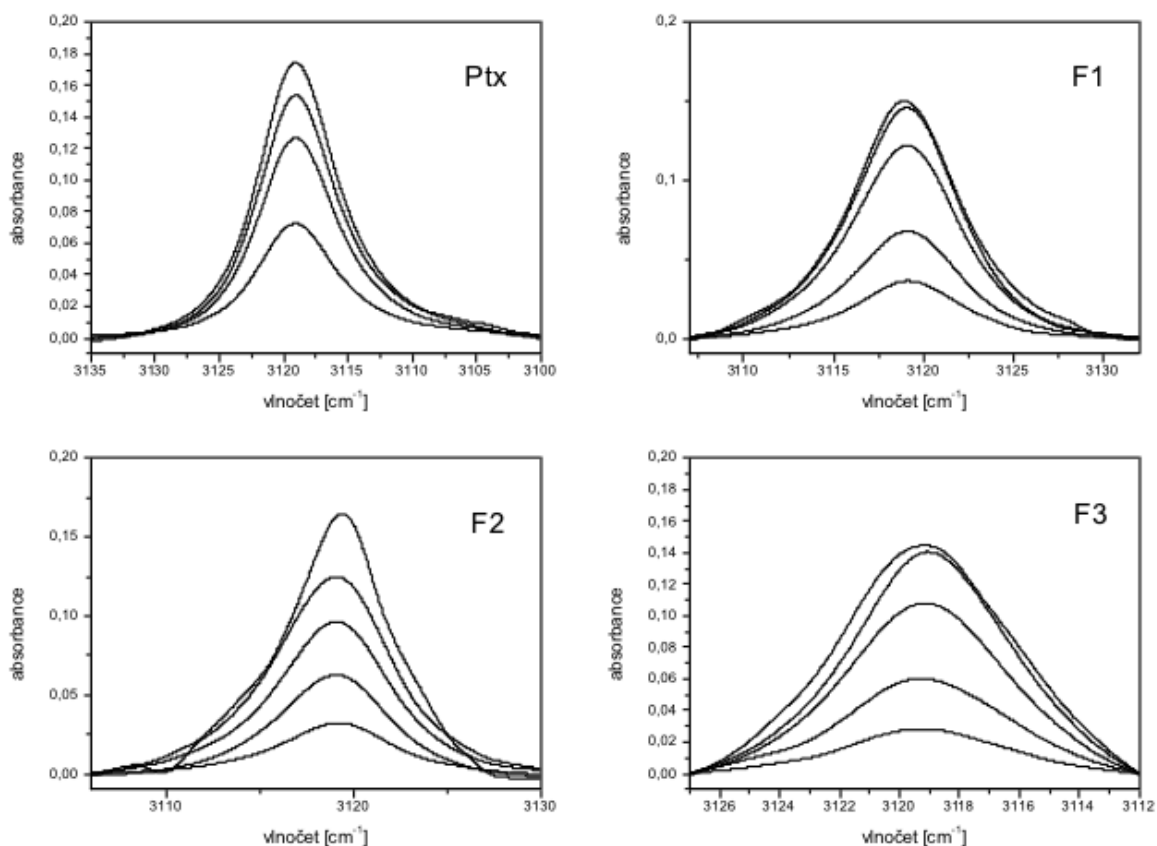 Ptx
0,20
0,18
0,16
0,14
0,12
0,10
0,08
0,06
0,04
0,02
0,00
absorbance
3135 3130 3125 3120 3115 3110 3105 3100
vlnočet [cm⁻¹]
F1
0,2
0,1
0,0
absorbance
3110 3115 3120 3125 3130
vlnočet [cm⁻¹]
F2
0,20
0,15
0,10
0,05
0,00
absorbance
3110 3120 3130
vlnočet [cm⁻¹]
F3
0,20
0,18
0,16
0,14
0,12
0,10
0,08
0,06
0,04
0,02
0,00
absorbance
3126 3124 3122 3120 3118 3116 3114 3112
vlnočet [cm⁻¹]